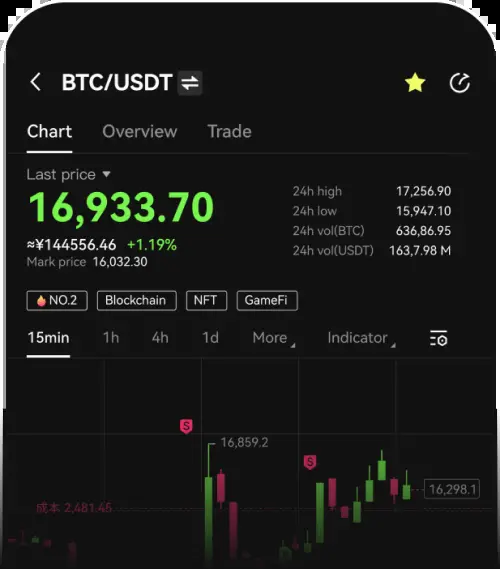 BTC/USDT
Chart Overview Trade
Last price
16,933.70
≈¥144556.46 +1.19%
Mark price 16,032.30
24h high 17,256.90
24h low 15,947.10
24h vol(BTC) 636,86.95
24h vol(USDT) 163,7.98 M
NO.2 Blockchain NFT GameFi
15min 1h 4h 1d More Indicator
S
16,859.2
S
16,298.1
成本 2,481.45